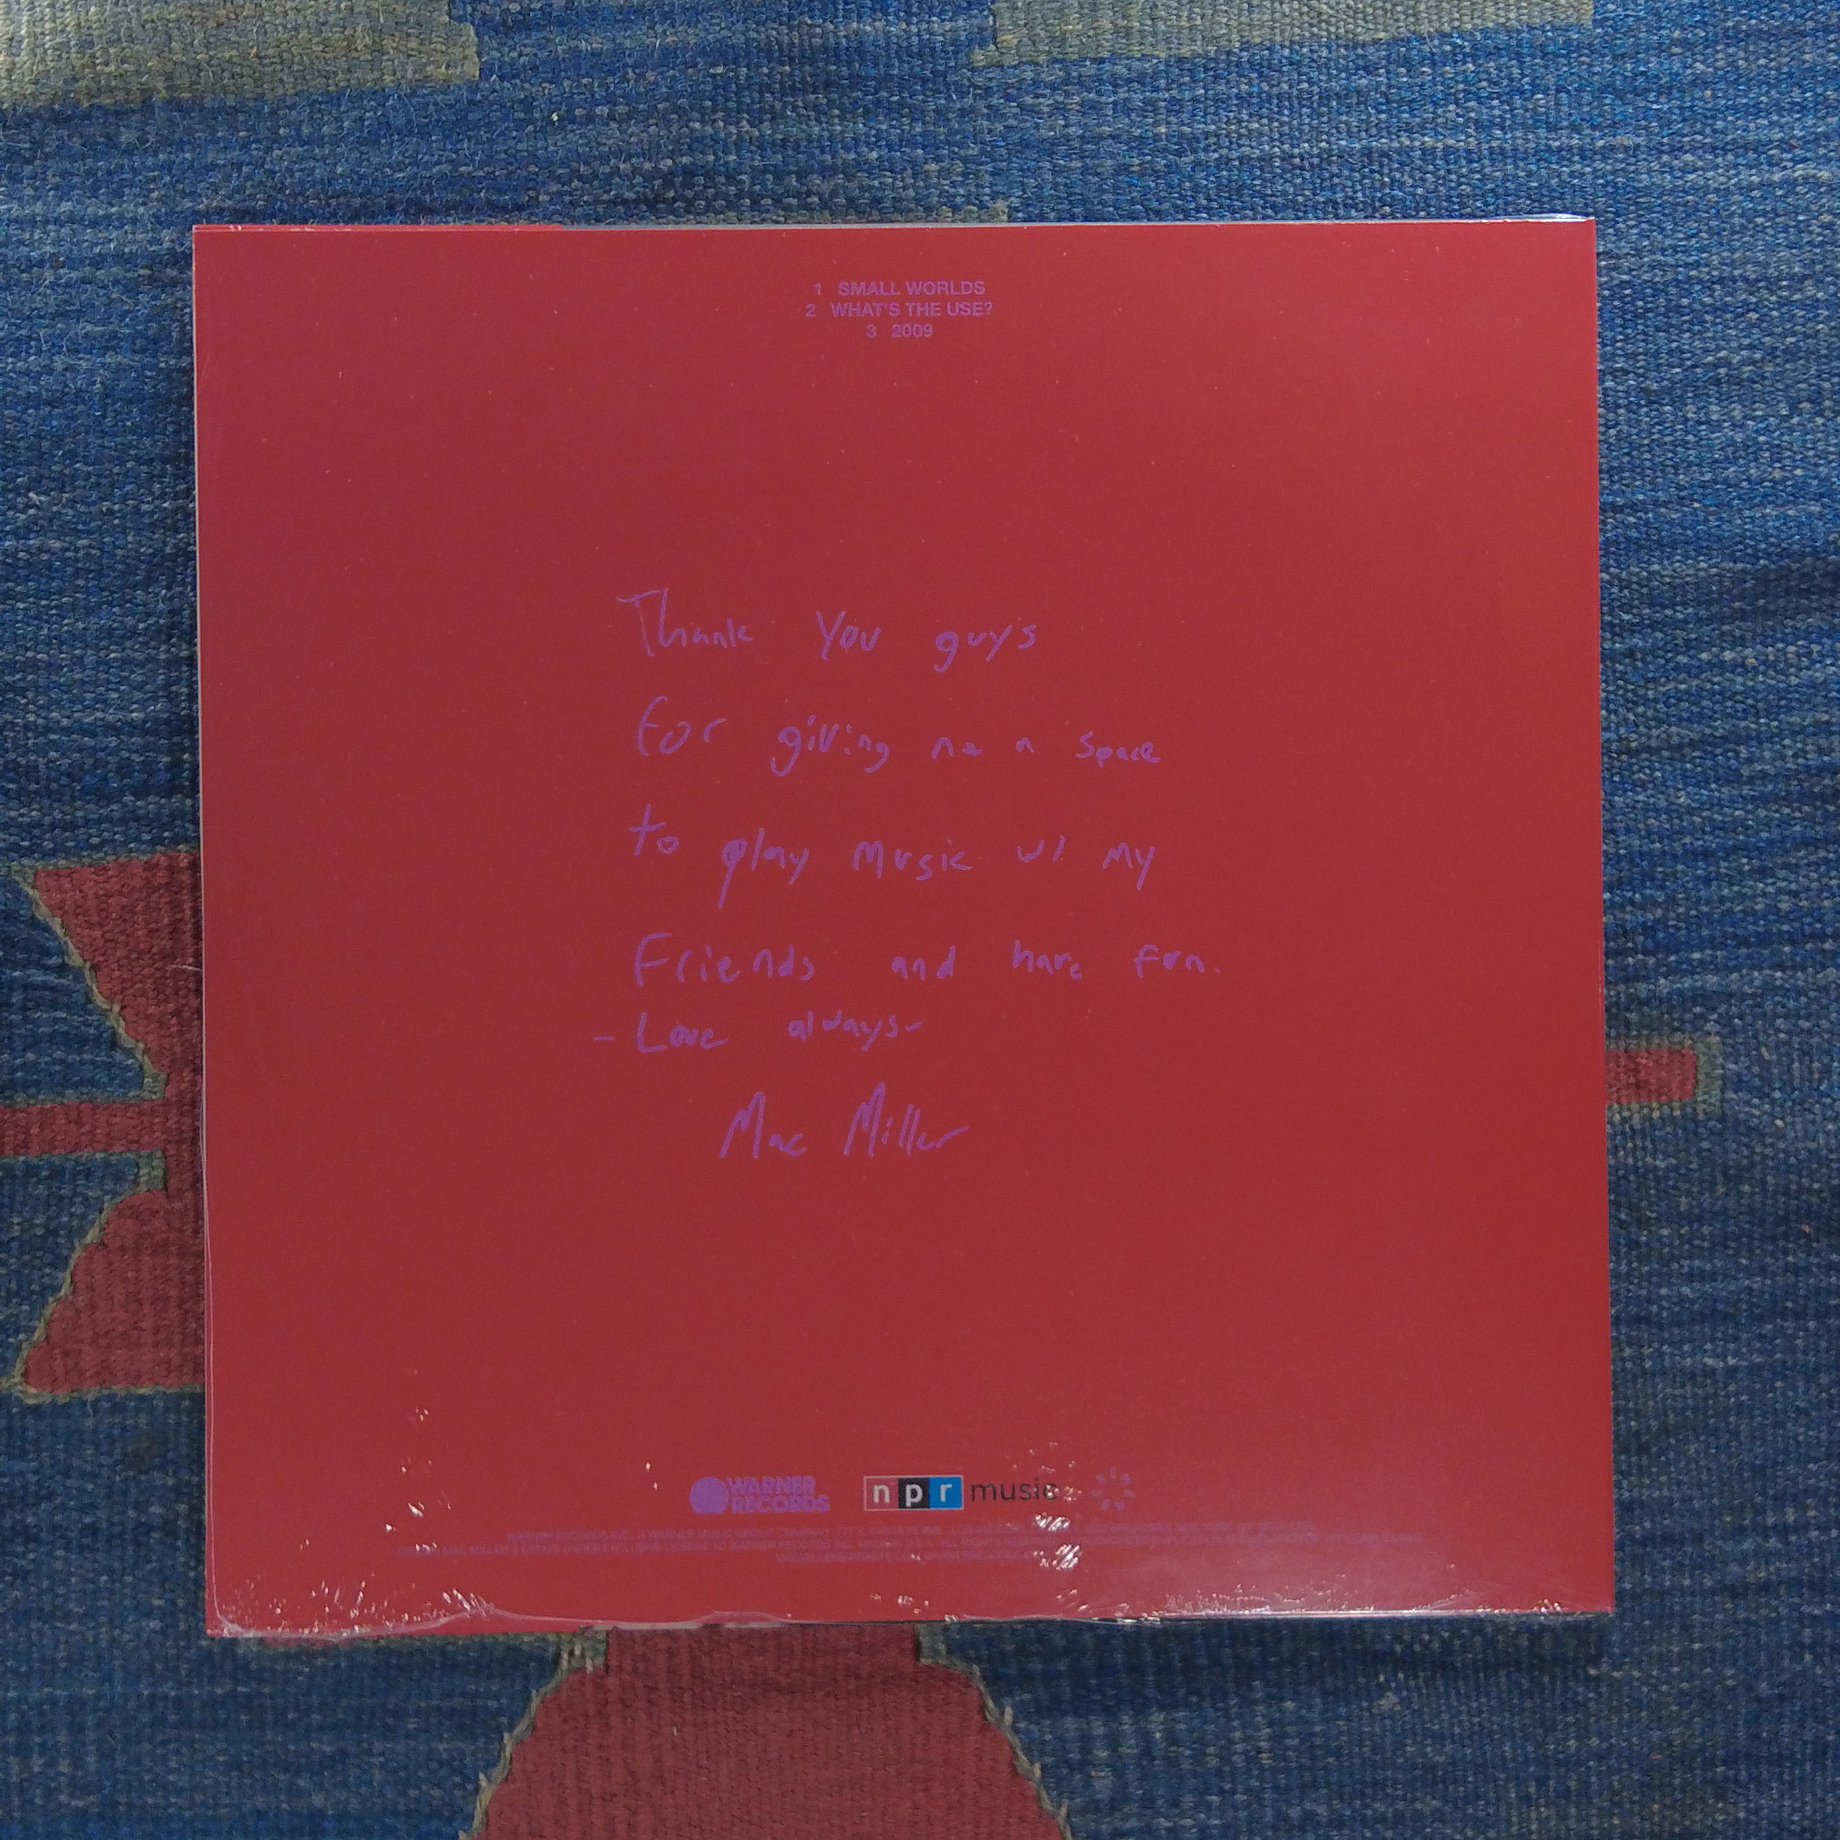 1 SMALL WORLDS
2 WHAT'S THE USE?
3 2009
Thank you guys
for giving me a space
to play music w/ my
Friends and have fun.
- Love always-
Mac Miller
WARNER RECORDS
npr music